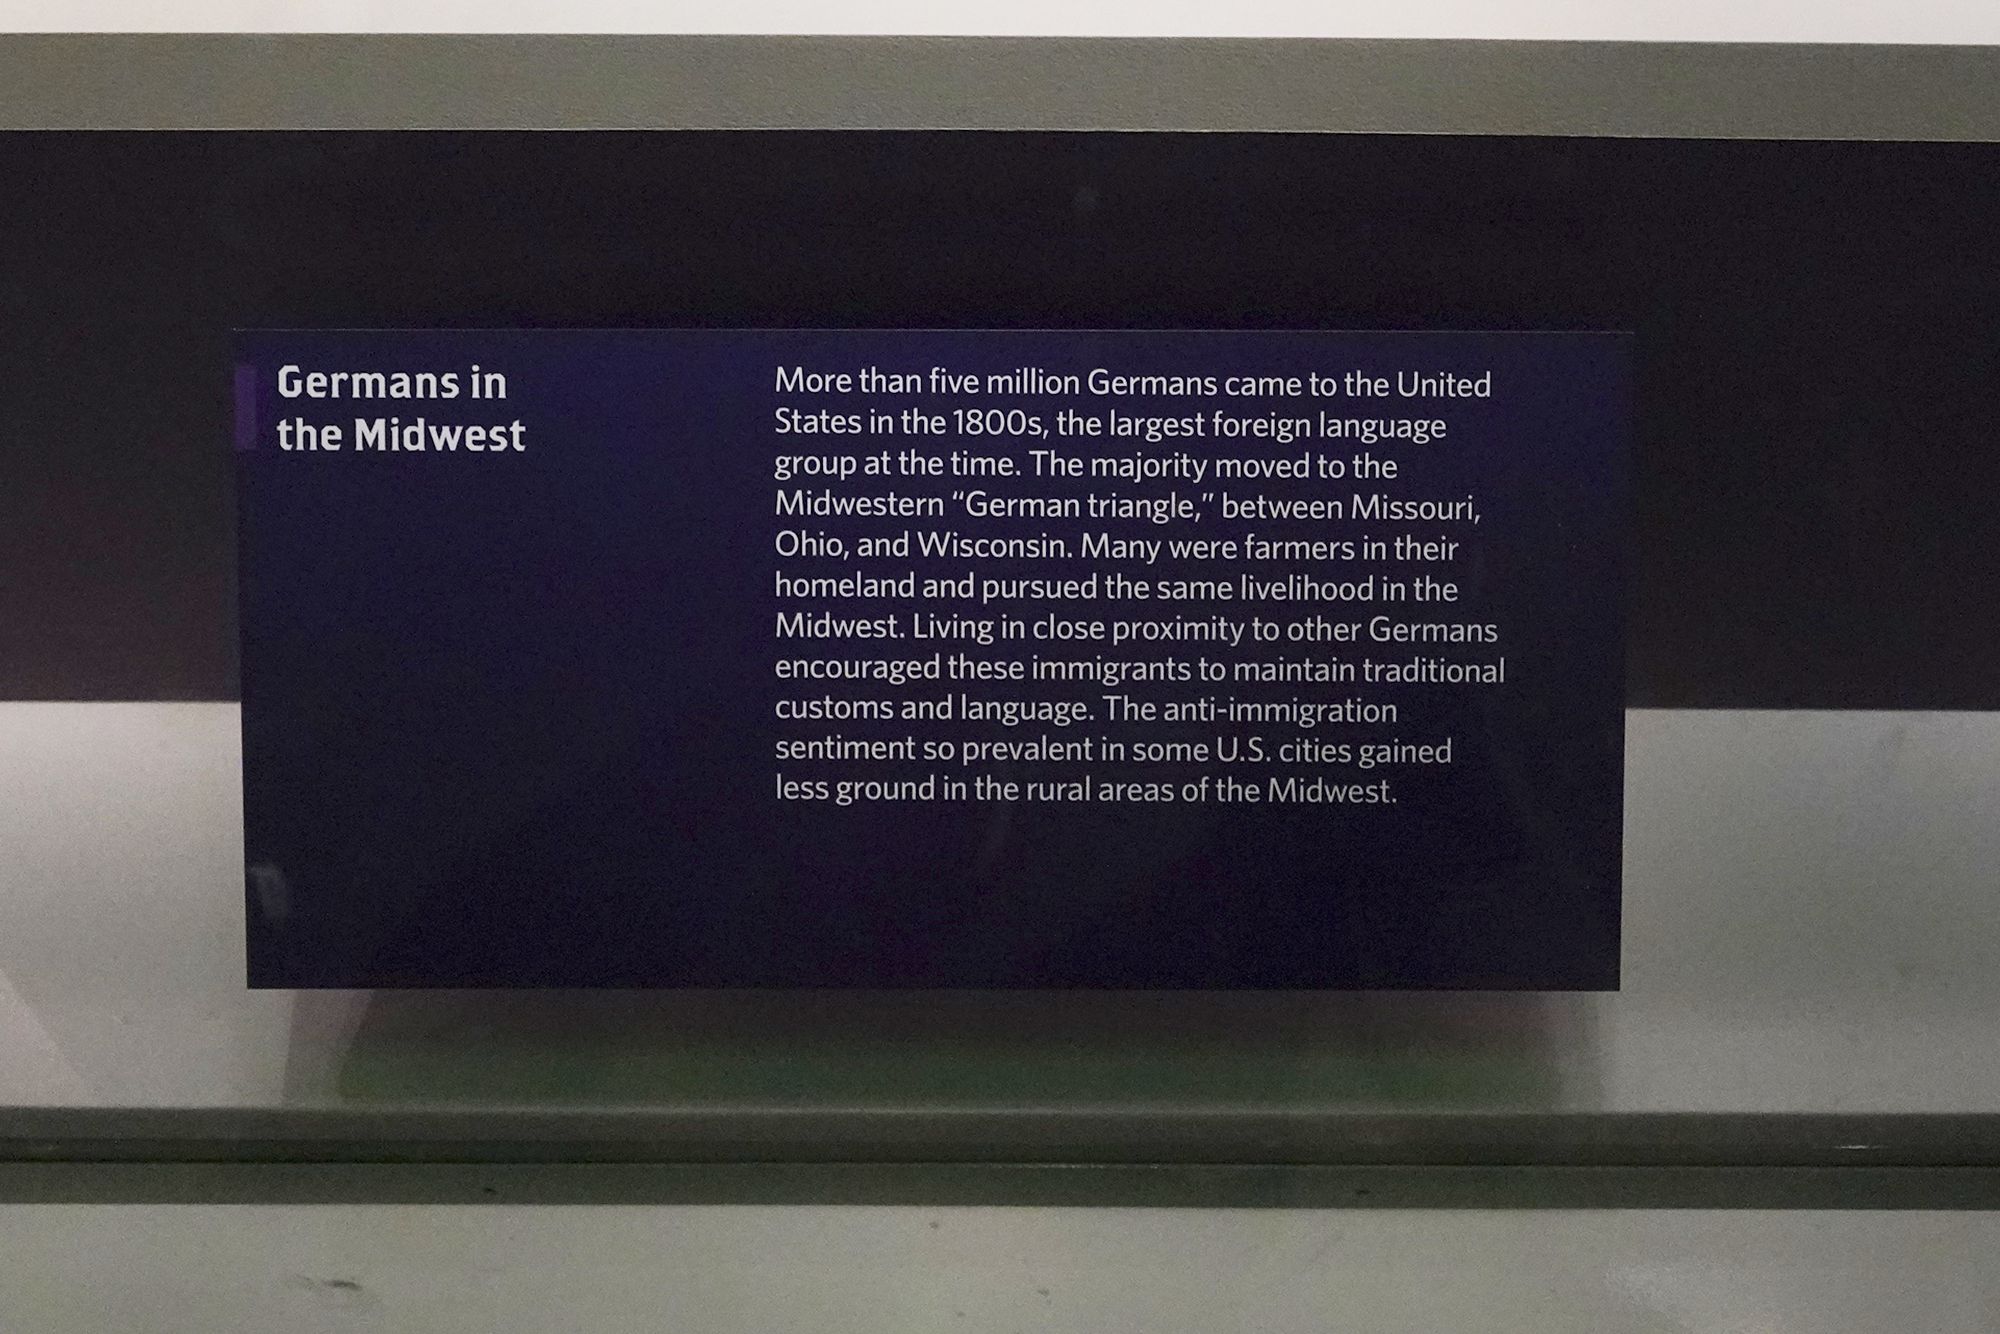 Germans in
the Midwest
More than five million Germans came to the United
States in the 1800s, the largest foreign language
group at the time. The majority moved to the
Midwestern “German triangle,” between Missouri,
Ohio, and Wisconsin. Many were farmers in their
homeland and pursued the same livelihood in the
Midwest. Living in close proximity to other Germans
encouraged these immigrants to maintain traditional
customs and language. The anti-immigration
sentiment so prevalent in some U.S. cities gained
less ground in the rural areas of the Midwest.